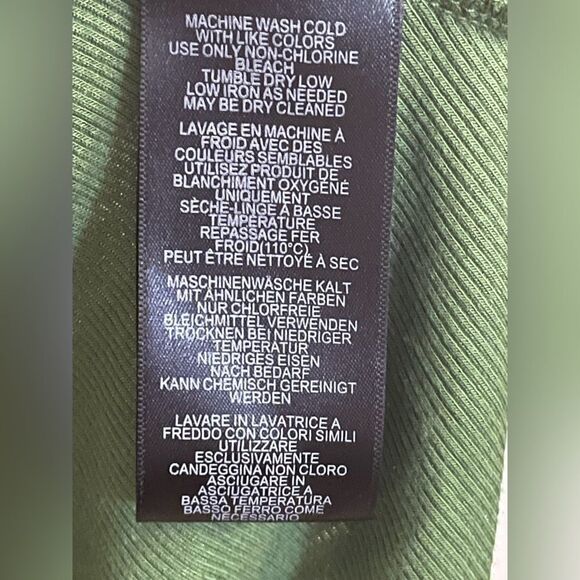 MACHINE WASH COLD
WITH LIKE COLORS
USE ONLY NON-CHLORINE
BLEACH
TUMBLE DRY LOW
LOW IRON AS NEEDED
MAY BE DRY CLEANED
LAVAGE EN MACHINE À
FROID AVEC DES
COULEURS SEMBLABLES
UTILISEZ PRODUIT DE
BLANCHIMENT OXYGÉNÉ
UNIQUEMENT
SÈCHE-LINGE À BASSE
TEMPÉRATURE
REPASSAGE FER
FROID(110°C)
PEUT ÊTRE NETTOYÉ À SEC
MASCHINENWÄSCHE KALT
MIT ÄHNLICHEN FARBEN
NUR CHLORFREIE
BLEICHMITTEL VERWENDEN
TROCKNEN BEI NIEDRIGER
TEMPERATUR
NIEDRIGES EISEN
NACH BEDARF
KANN CHEMISCH GEREINIGT
WERDEN
LAVARE IN LAVATRICE A
FREDDO CON COLORI SIMILI
UTILIZZARE
ESCLUSIVAMENTE
CANDEGGINA NON CLORO
ASCIUGARE IN
ASCIUGATRICE A
BASSA TEMPERATURA
BASSO FERRO COME
NECESSARIO